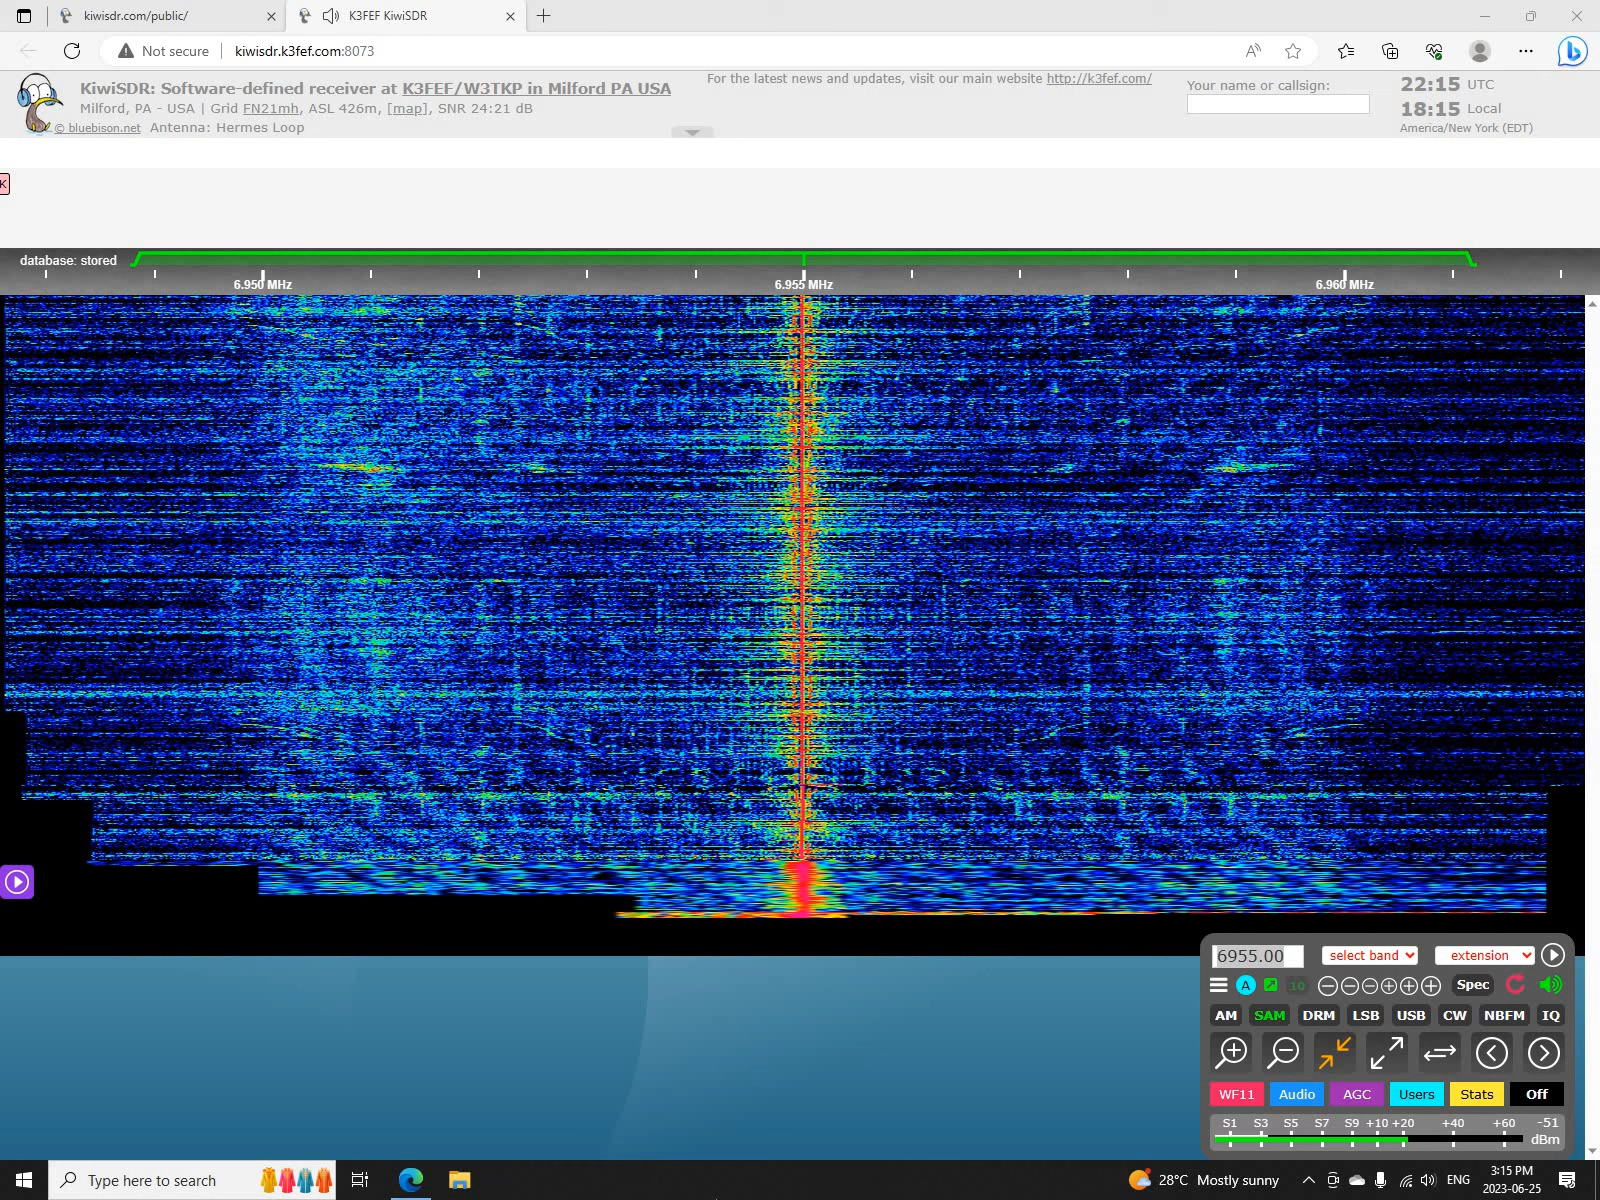 kiwisdr.com/public/
K3FEF KiwiSDR
Not secure
kiwisdr.k3fef.com:8073
KiwiSDR: Software-defined receiver at K3FEF/W3TKP in Milford PA USA
Milford, PA - USA | Grid FN21mh, ASL 426m, [map], SNR 24:21 dB
© bluebison.net Antenna: Hermes Loop
For the latest news and updates, visit our main website http://k3fef.com/
Your name or callsign:
22:15 UTC
18:15 Local
America/New York (EDT)
K
database: stored
6.950 MHz 6.955 MHz 6.960 MHz
6955.00 select band extension
A 10 Spec
AM SAM DRM LSB USB CW NBFM IQ
WF11 Audio AGC Users Stats Off
S1 S3 S5 S7 S9 +10 +20 +40 +60 -51
dBm
Type here to search
28°C Mostly sunny
ENG
3:15 PM
2023-06-25